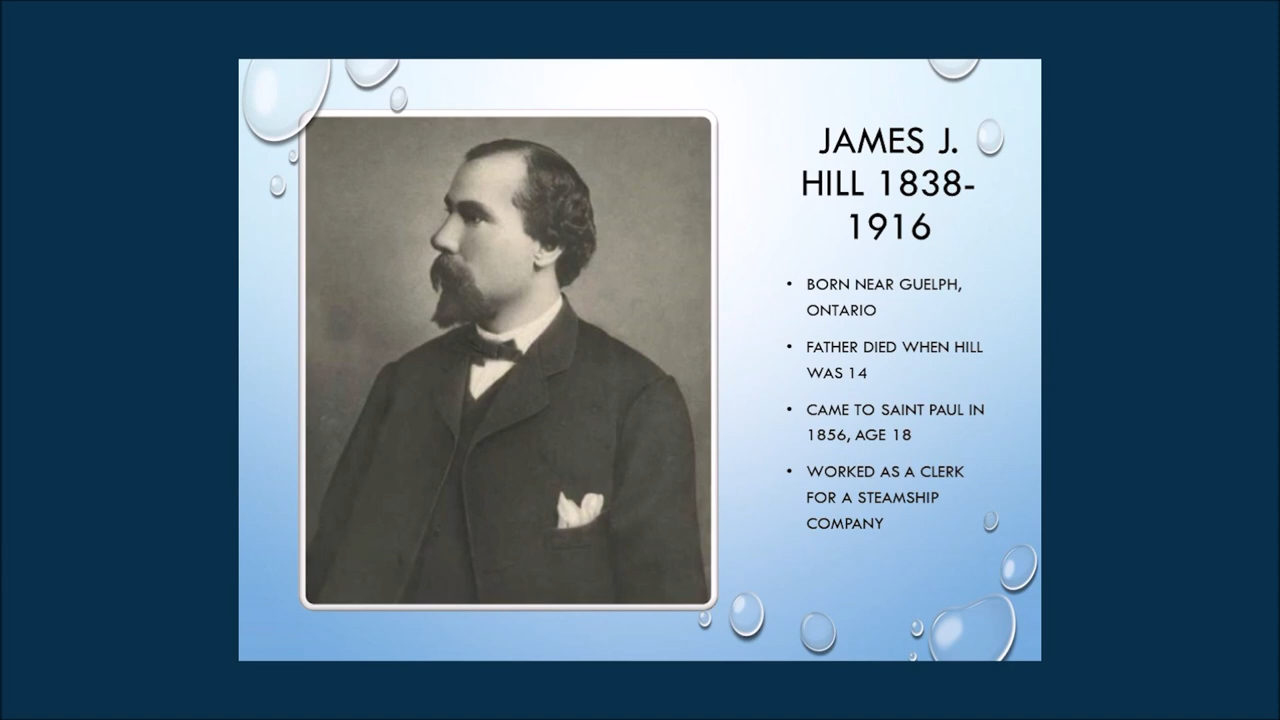 JAMES J.
HILL 1838-
1916
• BORN NEAR GUELPH,
ONTARIO
• FATHER DIED WHEN HILL
WAS 14
• CAME TO SAINT PAUL IN
1856, AGE 18
• WORKED AS A CLERK
FOR A STEAMSHIP
COMPANY